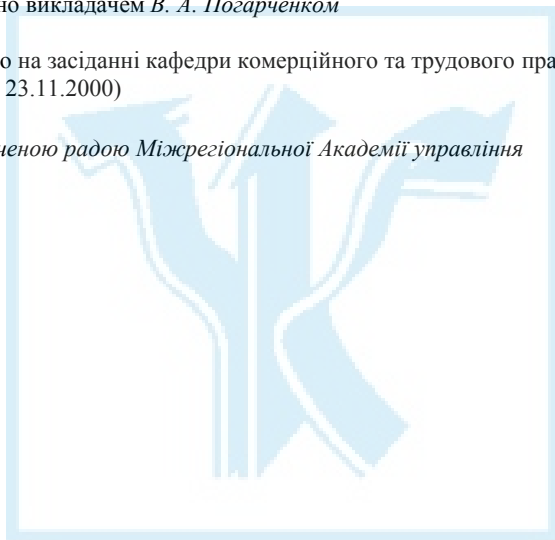 но викладачем В. А. Погарченком
о на засіданні кафедри комерційного та трудового пра
23.11.2000)
ченою радою Міжрегіональної Академії управління